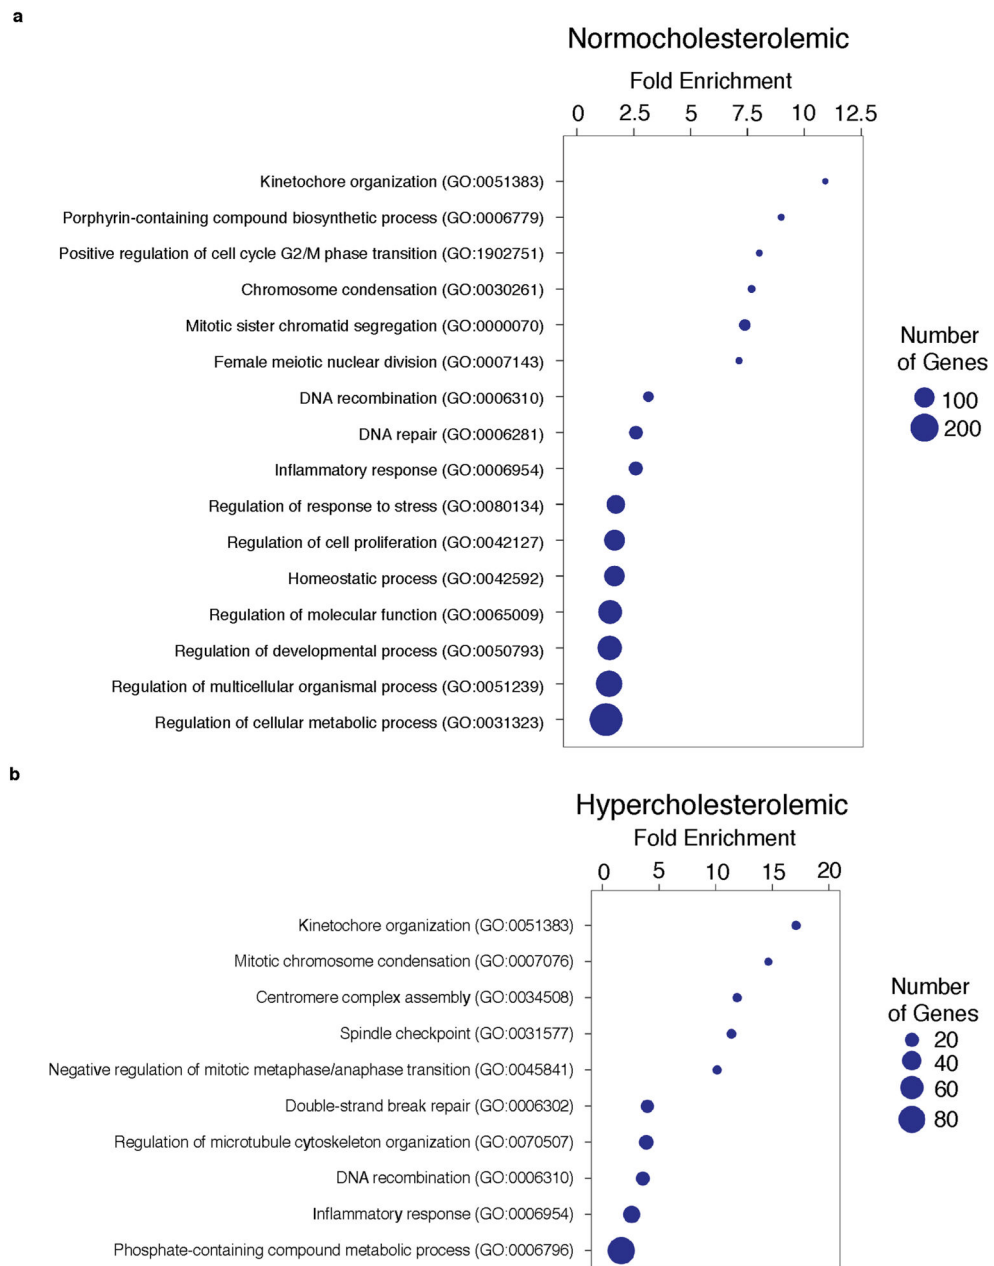 a
Normocholesterolemic
Fold Enrichment
0 2.5 5 7.5 10 12.5
Kinetochore organization (GO:0051383)
Porphyrin-containing compound biosynthetic process (GO:0006779)
Positive regulation of cell cycle G2/M phase transition (GO:1902751)
Chromosome condensation (GO:0030261)
Mitotic sister chromatid segregation (GO:0000070)
Female meiotic nuclear division (GO:0007143)
DNA recombination (GO:0006310)
DNA repair (GO:0006281)
Inflammatory response (GO:0006954)
Regulation of response to stress (GO:0080134)
Regulation of cell proliferation (GO:0042127)
Homeostatic process (GO:0042592)
Regulation of molecular function (GO:0065009)
Regulation of developmental process (GO:0050793)
Regulation of multicellular organismal process (GO:0051239)
Regulation of cellular metabolic process (GO:0031323)
Number
of Genes
100
200
b
Hypercholesterolemic
Fold Enrichment
0 5 10 15 20
Kinetochore organization (GO:0051383)
Mitotic chromosome condensation (GO:0007076)
Centromere complex assembly (GO:0034508)
Spindle checkpoint (GO:0031577)
Negative regulation of mitotic metaphase/anaphase transition (GO:0045841)
Double-strand break repair (GO:0006302)
Regulation of microtubule cytoskeleton organization (GO:0070507)
DNA recombination (GO:0006310)
Inflammatory response (GO:0006954)
Phosphate-containing compound metabolic process (GO:0006796)
Number
of Genes
20
40
60
80